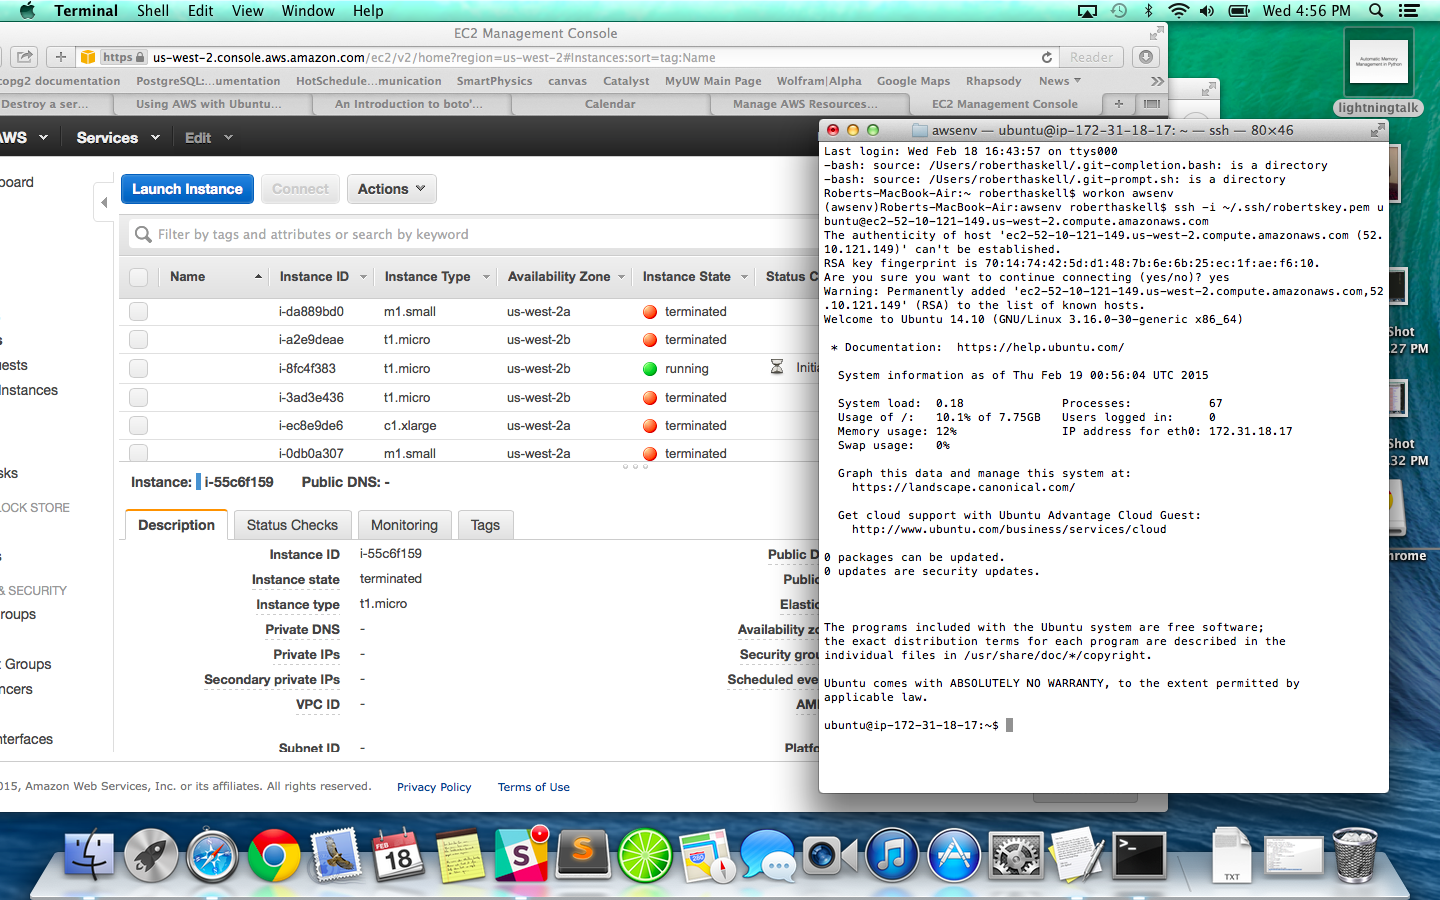 Terminal Shell Edit View Window Help Wed 4:56 PM
EC2 Management Console
https us-west-2.console.aws.amazon.com/ec2/v2/home?region=us-west-2#Instances:sort=tag:Name Reader
opg2 documentation PostgreSQL:...umentation HotSchedule...munication SmartPhysics canvas Catalyst MyUW Main Page Wolfram|Alpha Google Maps Rhapsody News
Destroy a ser... Using AWS with Ubuntu... An Introduction to boto's... Calendar Manage AWS Resources... EC2 Management Console
AWS Services Edit
board
Launch Instance Connect Actions
Filter by tags and attributes or search by keyword
Name Instance ID Instance Type Availability Zone Instance State Status C
i-da889bd0 m1.small us-west-2a terminated
i-a2e9deae t1.micro us-west-2b terminated
i-8fc4f383 t1.micro us-west-2b running Initi
i-3ad3e436 t1.micro us-west-2b terminated
i-ec8e9de6 c1.xlarge us-west-2a terminated
i-0db0a307 m1.small us-west-2a terminated
uests
Instances
sks
LOCK STORE
& SECURITY
roups
t Groups
ncers
nterfaces
Instance: i-55c6f159 Public DNS: -
Description Status Checks Monitoring Tags
Instance ID i-55c6f159 Public D
Instance state terminated Public
Instance type t1.micro Elastic
Private DNS - Availability zo
Private IPs - Security grou
Secondary private IPs - Scheduled eve
VPC ID - AM
Subnet ID - Platfo
015, Amazon Web Services, Inc. or its affiliates. All rights reserved. Privacy Policy Terms of Use
awsenv — ubuntu@ip-172-31-18-17: ~ — ssh — 80×46
Last login: Wed Feb 18 16:43:57 on ttys000
-bash: source: /Users/roberthaskell/.git-completion.bash: is a directory
-bash: source: /Users/roberthaskell/.git-prompt.sh: is a directory
Roberts-MacBook-Air:~ roberthaskell$ workon awsenv
(awsenv)Roberts-MacBook-Air:awsenv roberthaskell$ ssh -i ~/.ssh/robertskey.pem u
buntu@ec2-52-10-121-149.us-west-2.compute.amazonaws.com
The authenticity of host 'ec2-52-10-121-149.us-west-2.compute.amazonaws.com (52.
10.121.149)' can't be established.
RSA key fingerprint is 70:14:74:42:5d:d1:48:7b:6e:6b:25:ec:1f:ae:f6:10.
Are you sure you want to continue connecting (yes/no)? yes
Warning: Permanently added 'ec2-52-10-121-149.us-west-2.compute.amazonaws.com,52
.10.121.149' (RSA) to the list of known hosts.
Welcome to Ubuntu 14.10 (GNU/Linux 3.16.0-30-generic x86_64)
* Documentation: https://help.ubuntu.com/
System information as of Thu Feb 19 00:56:04 UTC 2015
System load: 0.18 Processes: 67
Usage of /: 10.1% of 7.75GB Users logged in: 0
Memory usage: 12% IP address for eth0: 172.31.18.17
Swap usage: 0%
Graph this data and manage this system at:
https://landscape.canonical.com/
Get cloud support with Ubuntu Advantage Cloud Guest:
http://www.ubuntu.com/business/services/cloud
0 packages can be updated.
0 updates are security updates.
The programs included with the Ubuntu system are free software;
the exact distribution terms for each program are described in the
individual files in /usr/share/doc/*/copyright.
Ubuntu comes with ABSOLUTELY NO WARRANTY, to the extent permitted by
applicable law.
ubuntu@ip-172-31-18-17:~$
Automatic Memory
Management in Python
lightningtalk
Shot
27 PM
Shot
32 PM
hrome
FEB
18
280
TXT